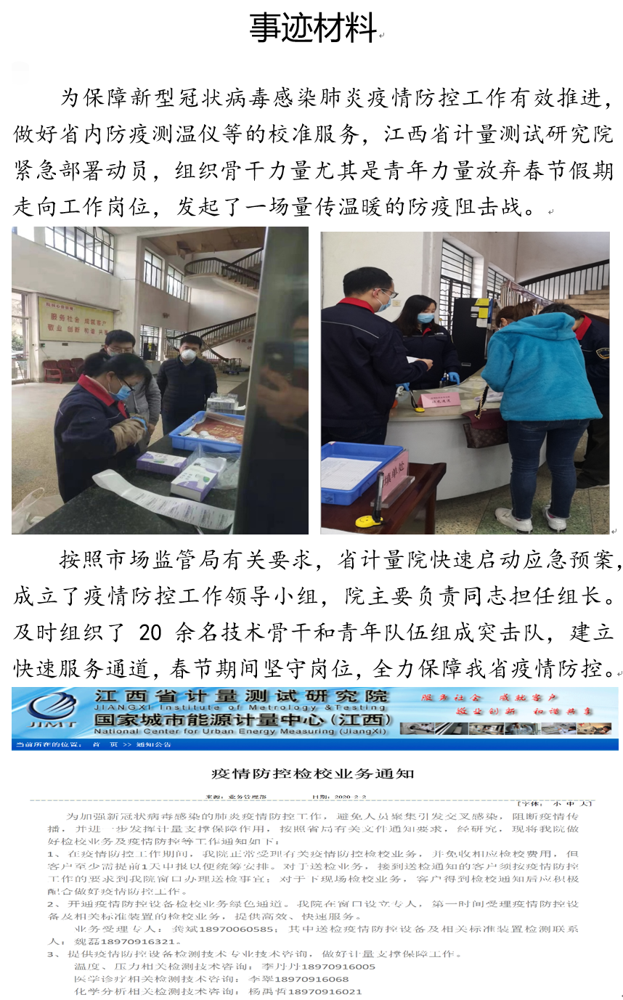 事迹材料
为保障新型冠状病毒感染肺炎疫情防控工作有效推进，
做好省内防疫测温仪等的校准服务，江西省计量测试研究院
紧急部署动员，组织骨干力量尤其是青年力量放弃春节假期
走向工作岗位，发起了一场量传温暖的防疫阻击战。
服务社会 成就客户
敬业 创新 和谐 共
填单处
按照市场监管局有关要求，省计量院快速启动应急预案，
成立了疫情防控工作领导小组，院主要负责同志担任组长。
及时组织了 20 余名技术骨干和青年队伍组成突击队，建立
快速服务通道，春节期间坚守岗位，全力保障我省疫情防控。
江西省计量测试研究院
JIANGXI Institute of Metrology &Testing
国家城市能源计量中心(江西)
National Center for Urban Energy Measuring (JiangXi)
JIMT
服务社会 成就客户
敬业创新 和谐共享
当前所在的位置： 首 页 >> 通知公告
疫情防控检校业务通知
来源：业务管理部 日期：2020-2-2
[字体： 小 中 大]
为加强新冠状病毒感染的肺炎疫情防控工作，避免人员聚集引发交叉感染，阻断疫情传
播，并进一步发挥计量支撑保障作用，按照省局有关文件通知要求，经研究，现将我院做
好检校业务及疫情防控等工作通知如下：
1、在疫情防控工作期间，我院正常受理有关疫情防控检校业务，并免收相应检校费用，但
客户至少需提前1天申报以便统筹安排。对于送检业务，接到送检通知的客户须按疫情防控
工作的要求到我院窗口办理送检事宜；对于下现场检校业务，客户得到检校通知后应积极
配合做好疫情防控工作。
2、开通疫情防控设备检校业务绿色通道。我院在窗口设立专人，第一时间受理疫情防控设
备及相关标准装置的检校业务，提供高效、快速服务。
业务受理专人：龚斌18970060585；其中送检疫情防控设备及相关标准装置检测联系
人：魏磊18970916321。
3、提供疫情防控设备检测技术专业技术咨询，做好计量支撑保障工作。
温度、压力相关检测技术咨询：李丹丹18970916005
医学诊疗相关检测技术咨询：李翠18970916068
化学分析相关检测技术咨询：杨禹哲18970916021